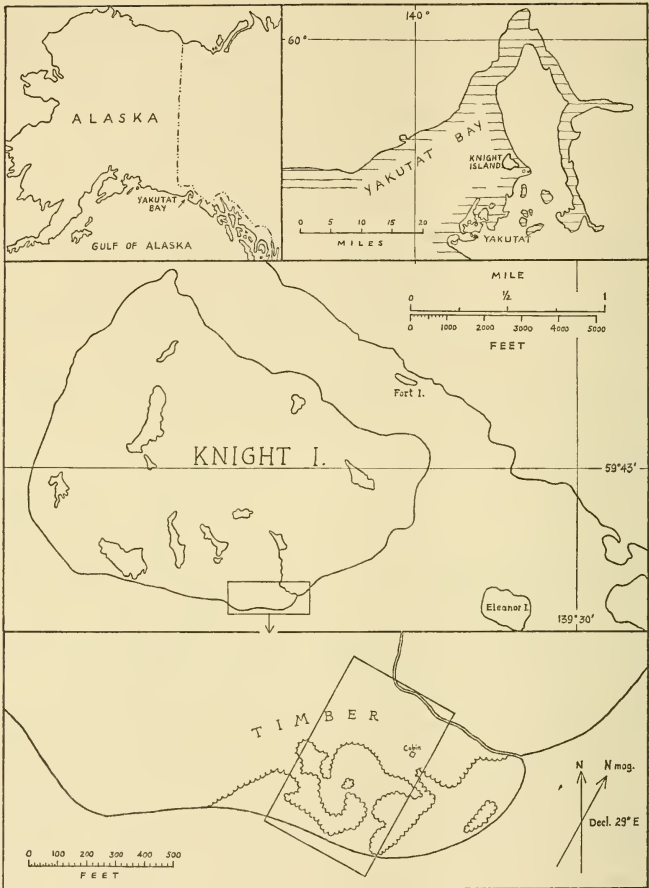 ALASKA
YAKUTAT
BAY
GULF OF ALASKA
140°
60°
YAKUTAT BAY
KNIGHT
ISLAND
0 5 10 15 20
MILES
YAKUTAT
MILE
0 ½ 1
0 1000 2000 3000 4000 5000
FEET
Fort I.
KNIGHT I.
59°43'
Eleanor I.
139°30'
TIMBER
Cabin
N N mag.
Decl. 29° E
0 100 200 300 400 500
FEET